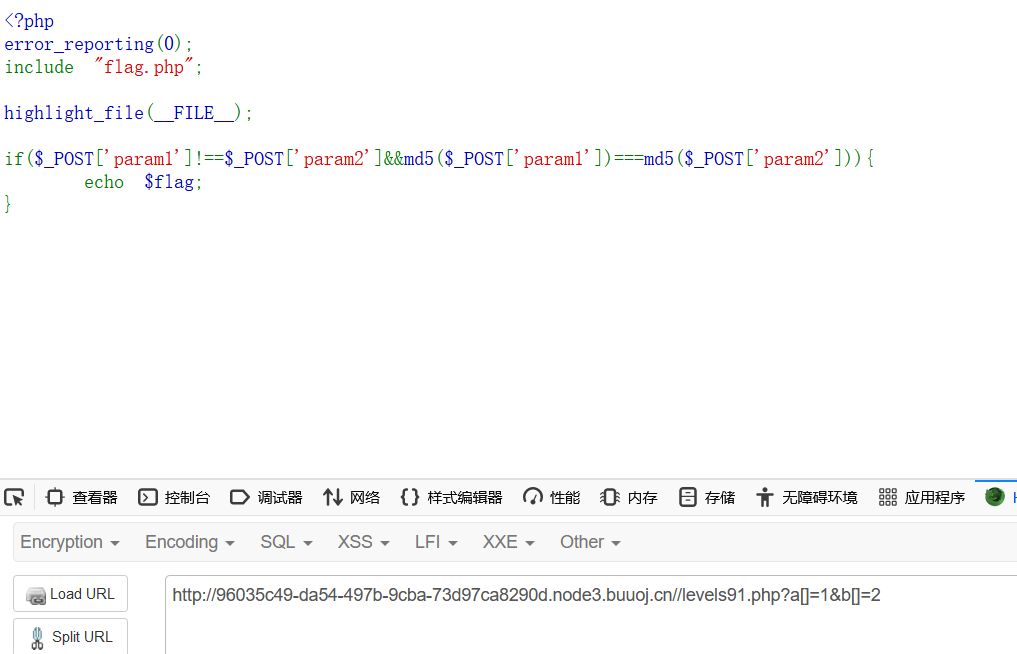 <?php
error_reporting(0);
include "flag.php";
highlight_file(__FILE__);
if($_POST['param1']!==$_POST['param2']&&md5($_POST['param1'])===md5($_POST['param2'])){
echo $flag;
}
查看器 控制台 调试器 网络 样式编辑器 性能 内存 存储 无障碍环境 应用程序 H
Encryption Encoding SQL XSS LFI XXE Other
Load URL http://96035c49-da54-497b-9cba-73d97ca8290d.node3.buuoj.cn//levels91.php?a[]=1&b[]=2
Split URL